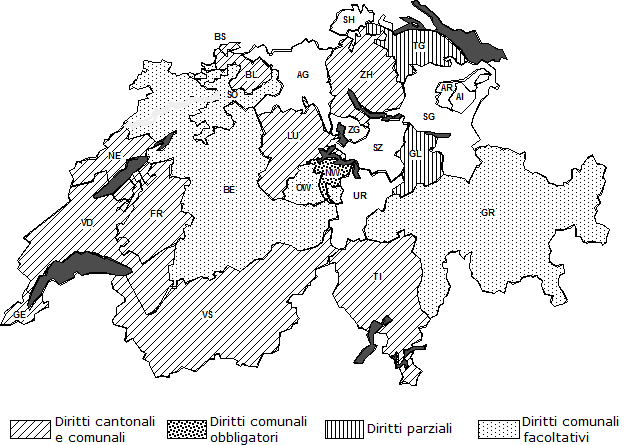 SH
BS
TG
BL
AG
ZH
AR
AI
SO
SG
LU
ZG
NE
SZ
GL
NW
OW
BE
UR
FR
GR
VD
TI
GE
VS
Diritti cantonali
e comunali
Diritti comunali
obbligatori
Diritti parziali
Diritti comunali
facoltativi